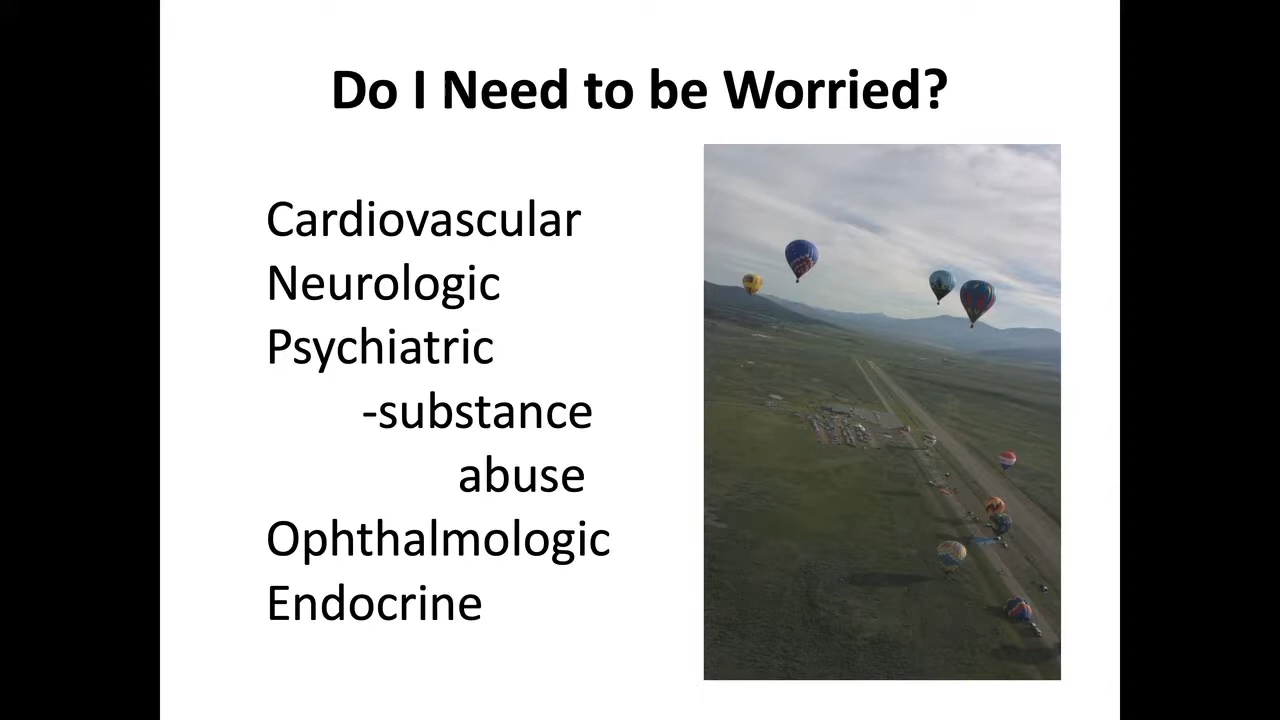 Do I Need to be Worried?
Cardiovascular
Neurologic
Psychiatric
-substance
abuse
Ophthalmologic
Endocrine